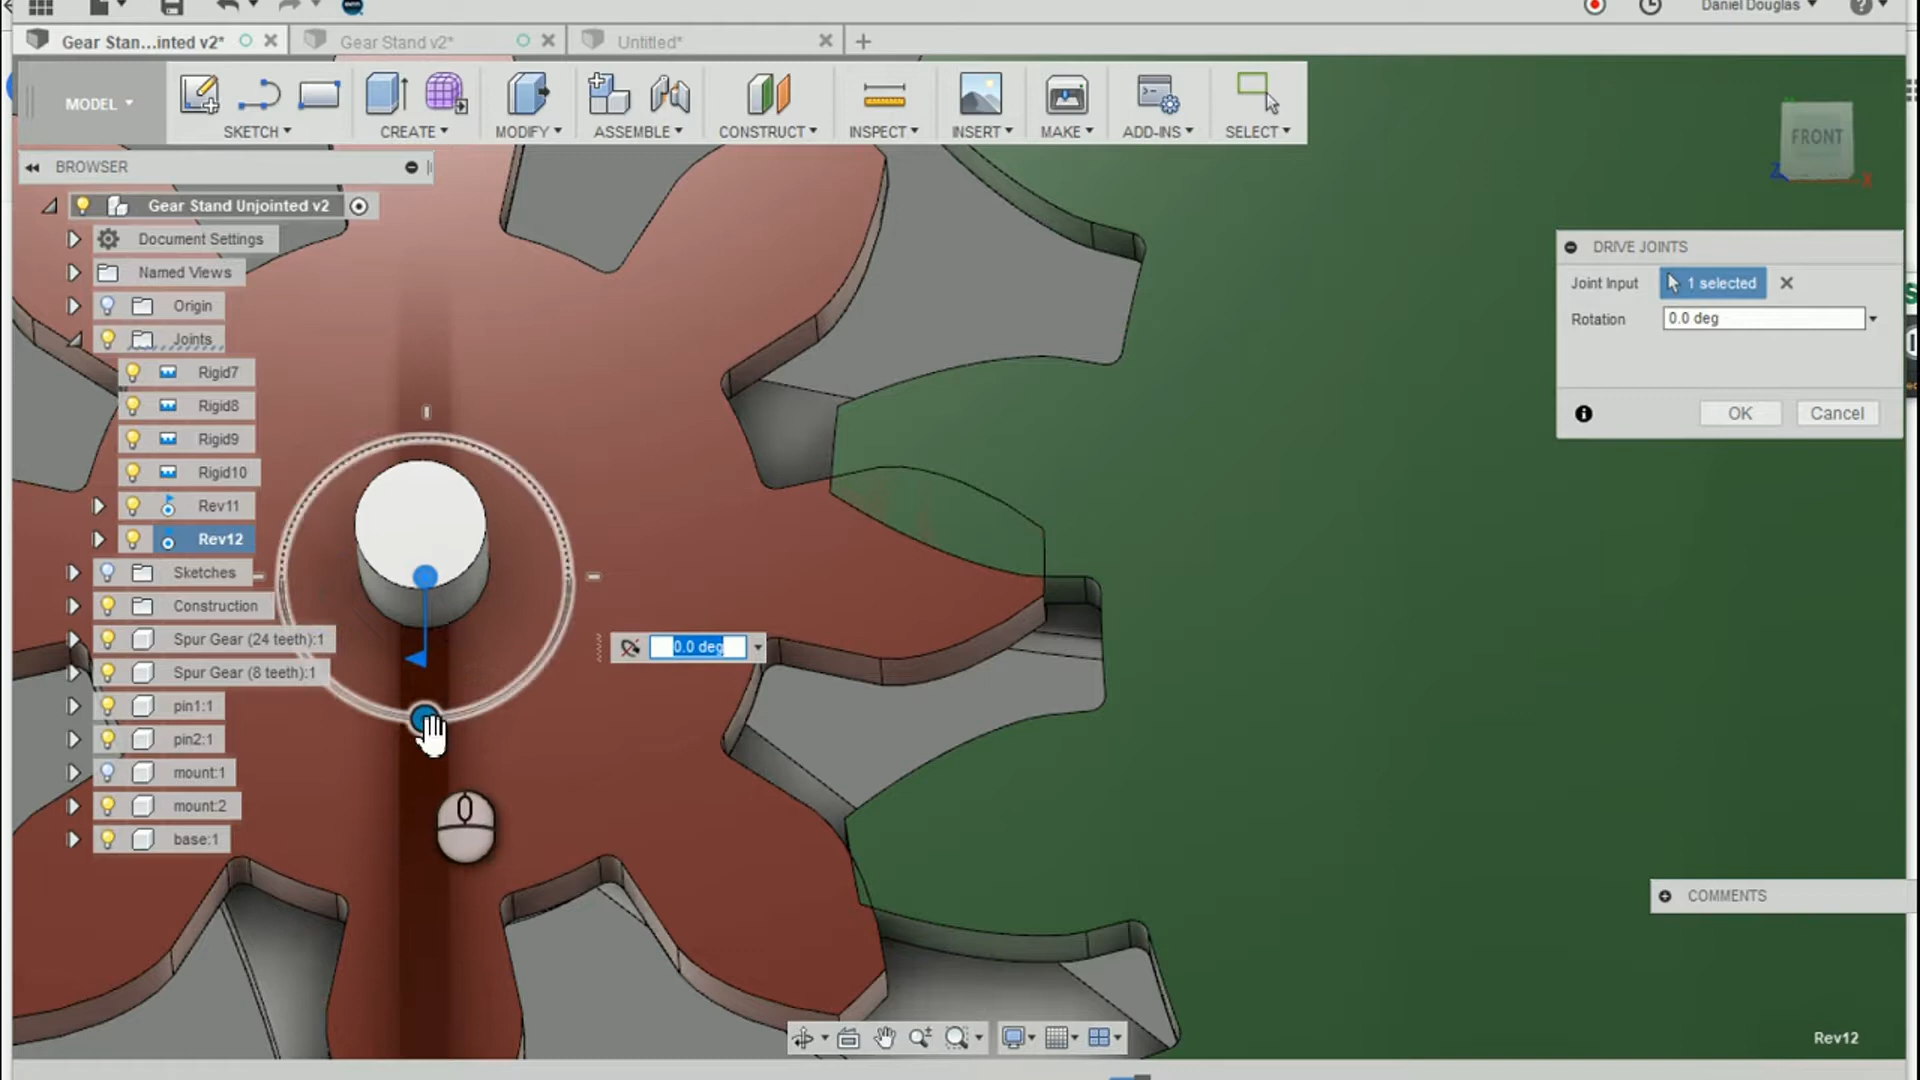 Daniel Douglas
Gear Stan...inted v2*
Gear Stand v2*
Untitled*
MODEL
SKETCH
CREATE
MODIFY
ASSEMBLE
CONSTRUCT
INSPECT
INSERT
MAKE
ADD-INS
SELECT
FRONT
Z
X
BROWSER
Gear Stand Unjointed v2
Document Settings
Named Views
Origin
Joints
Rigid7
Rigid8
Rigid9
Rigid10
Rev11
Rev12
Sketches
Construction
Spur Gear (24 teeth):1
Spur Gear (8 teeth):1
pin1:1
pin2:1
mount:1
mount:2
base:1
DRIVE JOINTS
Joint Input 1 selected
Rotation 0.0 deg
OK Cancel
0.0 deg
COMMENTS
Rev12